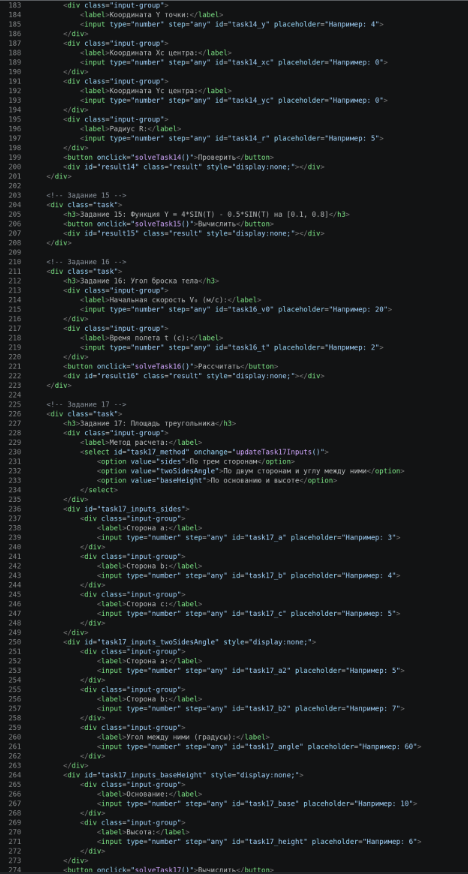 183 <div class="input-group">
184 <label>Координата Y точки:</label>
185 <input type="number" step="any" id="task14_y" placeholder="Например: 4">
186 </div>
187 <div class="input-group">
188 <label>Координата Xc центра:</label>
189 <input type="number" step="any" id="task14_xc" placeholder="Например: 0">
190 </div>
191 <div class="input-group">
192 <label>Координата Yc центра:</label>
193 <input type="number" step="any" id="task14_yc" placeholder="Например: 0">
194 </div>
195 <div class="input-group">
196 <label>Радиус R:</label>
197 <input type="number" step="any" id="task14_r" placeholder="Например: 5">
198 </div>
199 <button onclick="solveTask14()">Проверить</button>
200 <div id="result14" class="result" style="display:none;"></div>
201 </div>
202
203 <!-- Задание 15 -->
204 <div class="task">
205 <h3>Задание 15: Функция Y = 4*SIN(T) - 0.5*SIN(T) на [0.1, 0.8]</h3>
206 <button onclick="solveTask15()">Вычислить</button>
207 <div id="result15" class="result" style="display:none;"></div>
208 </div>
209
210 <!-- Задание 16 -->
211 <div class="task">
212 <h3>Задание 16: Угол броска тела</h3>
213 <div class="input-group">
214 <label>Начальная скорость V₀ (м/с):</label>
215 <input type="number" step="any" id="task16_v0" placeholder="Например: 20">
216 </div>
217 <div class="input-group">
218 <label>Время полета t (с):</label>
219 <input type="number" step="any" id="task16_t" placeholder="Например: 2">
220 </div>
221 <button onclick="solveTask16()">Рассчитать</button>
222 <div id="result16" class="result" style="display:none;"></div>
223 </div>
224
225 <!-- Задание 17 -->
226 <div class="task">
227 <h3>Задание 17: Площадь треугольника</h3>
228 <div class="input-group">
229 <label>Метод расчета:</label>
230 <select id="task17_method" onchange="updateTask17Inputs()">
231 <option value="sides">По трем сторонам</option>
232 <option value="twoSidesAngle">По двум сторонам и углу между ними</option>
233 <option value="baseHeight">По основанию и высоте</option>
234 </select>
235 </div>
236 <div id="task17_inputs_sides">
237 <div class="input-group">
238 <label>Сторона a:</label>
239 <input type="number" step="any" id="task17_a" placeholder="Например: 3">
240 </div>
241 <div class="input-group">
242 <label>Сторона b:</label>
243 <input type="number" step="any" id="task17_b" placeholder="Например: 4">
244 </div>
245 <div class="input-group">
246 <label>Сторона c:</label>
247 <input type="number" step="any" id="task17_c" placeholder="Например: 5">
248 </div>
249 </div>
250 <div id="task17_inputs_twoSidesAngle" style="display:none;">
251 <div class="input-group">
252 <label>Сторона a:</label>
253 <input type="number" step="any" id="task17_a2" placeholder="Например: 5">
254 </div>
255 <div class="input-group">
256 <label>Сторона b:</label>
257 <input type="number" step="any" id="task17_b2" placeholder="Например: 7">
258 </div>
259 <div class="input-group">
260 <label>Угол между ними (градусы):</label>
261 <input type="number" step="any" id="task17_angle" placeholder="Например: 60">
262 </div>
263 </div>
264 <div id="task17_inputs_baseHeight" style="display:none;">
265 <div class="input-group">
266 <label>Основание:</label>
267 <input type="number" step="any" id="task17_base" placeholder="Например: 10">
268 </div>
269 <div class="input-group">
270 <label>Высота:</label>
271 <input type="number" step="any" id="task17_height" placeholder="Например: 6">
272 </div>
273 </div>
274 <button onclick="solveTask17()">Вычислить</button>